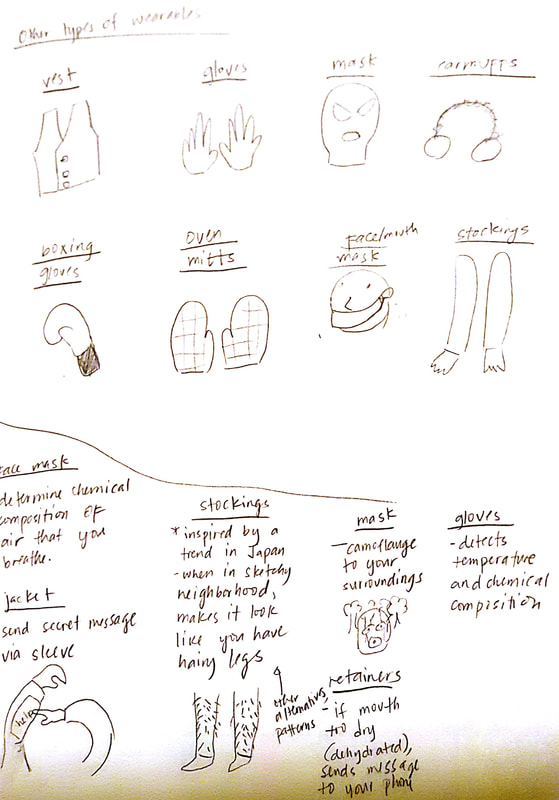 Other types of wearables
vest
gloves
mask
earmuffs
boxing
gloves
oven
mitts
Face/mouth
mask
stockings
face mask
determine chemical
composition of
air that you
breathe.
jacket
send secret message
via sleeve
help
stockings
*inspired by a
trend in Japan
-when in sketchy
neighborhood,
makes it look
like you have
hairy legs
other
alternatives,
patterns
mask
-camoflauge
to your
surroundings
retainers
- if mouth
too dry
(dehydrated),
sends message
to your phone
gloves
-detects
temperature
and chemical
composition